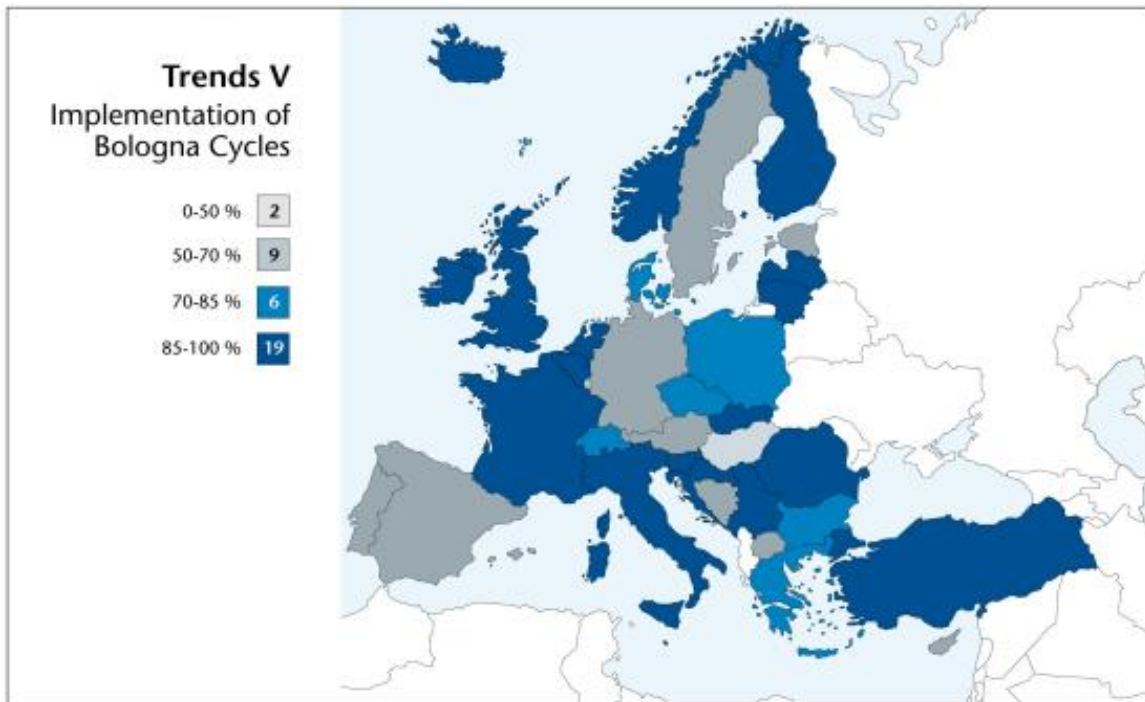 Trends V
Implementation of
Bologna Cycles
0-50 % 2
50-70 % 9
70-85 % 6
85-100 % 19